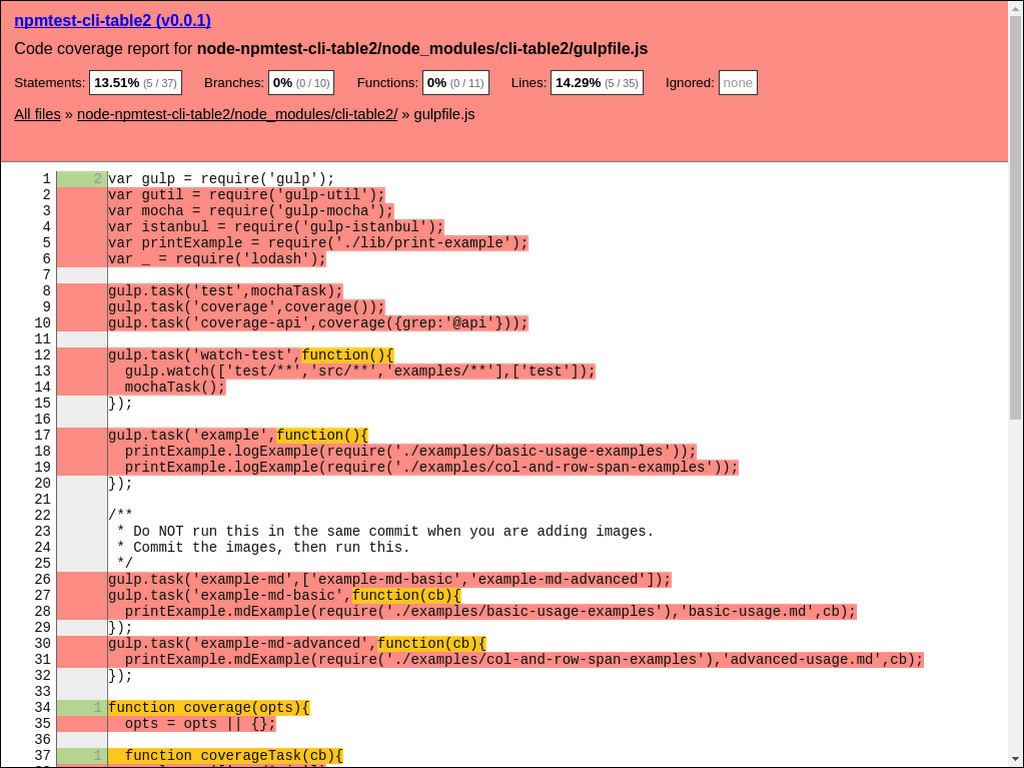 npmtest-cli-table2 (v0.0.1)
Code coverage report for node-npmtest-cli-table2/node_modules/cli-table2/gulpfile.js
Statements: 13.51% (5 / 37) Branches: 0% (0 / 10) Functions: 0% (0 / 11) Lines: 14.29% (5 / 35) Ignored: none
All files » node-npmtest-cli-table2/node_modules/cli-table2/ » gulpfile.js
1 2 var gulp = require('gulp');
2 var gutil = require('gulp-util');
3 var mocha = require('gulp-mocha');
4 var istanbul = require('gulp-istanbul');
5 var printExample = require('./lib/print-example');
6 var _ = require('lodash');
7
8 gulp.task('test',mochaTask);
9 gulp.task('coverage',coverage());
10 gulp.task('coverage-api',coverage({grep:'@api'}));
11
12 gulp.task('watch-test',function(){
13   gulp.watch(['test/**','src/**','examples/**'],['test']);
14   mochaTask();
15 });
16
17 gulp.task('example',function(){
18   printExample.logExample(require('./examples/basic-usage-examples'));
19   printExample.logExample(require('./examples/col-and-row-span-examples'));
20 });
21
22 /**
23  * Do NOT run this in the same commit when you are adding images.
24  * Commit the images, then run this.
25  */
26 gulp.task('example-md',['example-md-basic','example-md-advanced']);
27 gulp.task('example-md-basic',function(cb){
28   printExample.mdExample(require('./examples/basic-usage-examples'),'basic-usage.md',cb);
29 });
30 gulp.task('example-md-advanced',function(cb){
31   printExample.mdExample(require('./examples/col-and-row-span-examples'),'advanced-usage.md',cb);
32 });
33
34 1 function coverage(opts){
35   opts = opts || {};
36
37 1   function coverageTask(cb){